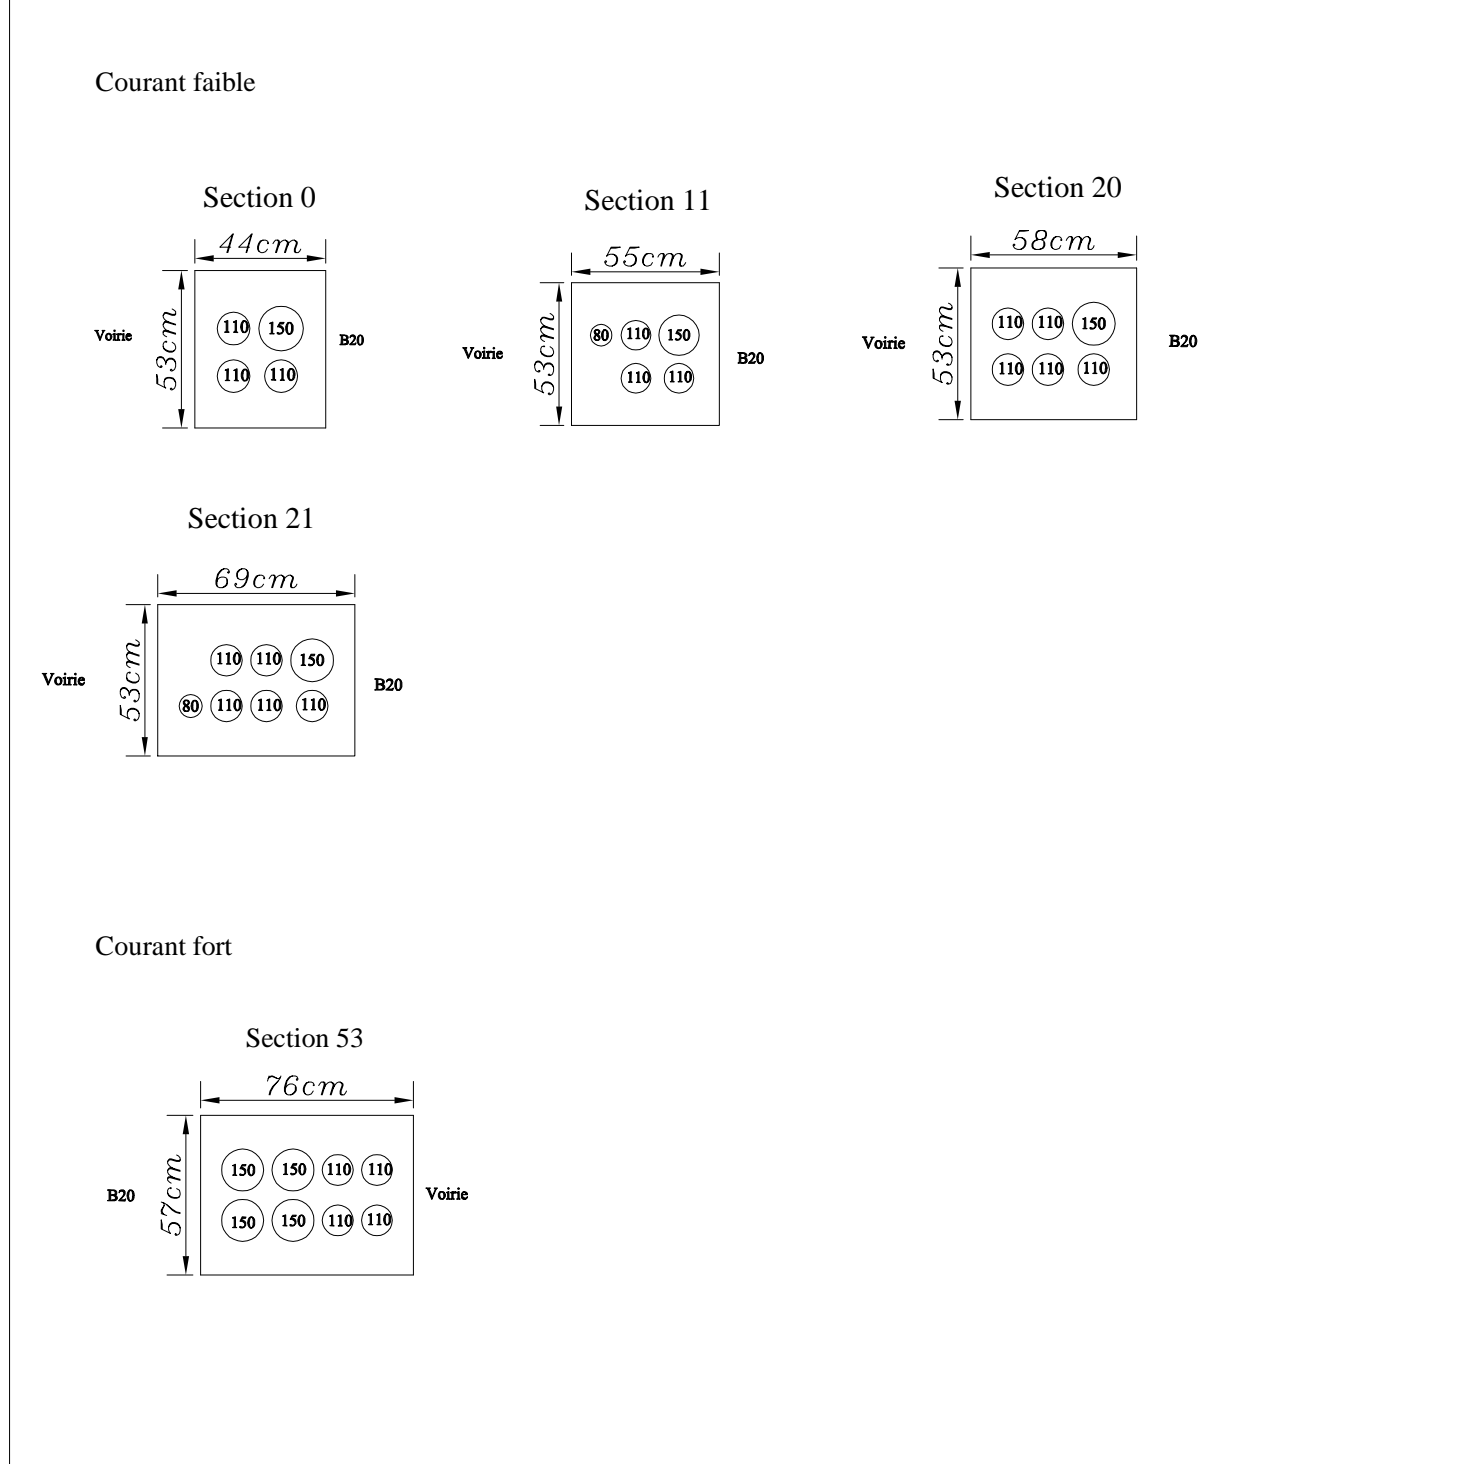 Courant faible
Section 0
44cm
53cm
Voirie
110 150
110 110
B20
Section 11
55cm
53cm
Voirie
80 110 150
110 110
B20
Section 20
58cm
53cm
Voirie
110 110 150
110 110 110
B20
Section 21
69cm
53cm
Voirie
110 110 150
80 110 110 110
B20
Courant fort
Section 53
76cm
57cm
B20
150 150 110 110
150 150 110 110
Voirie